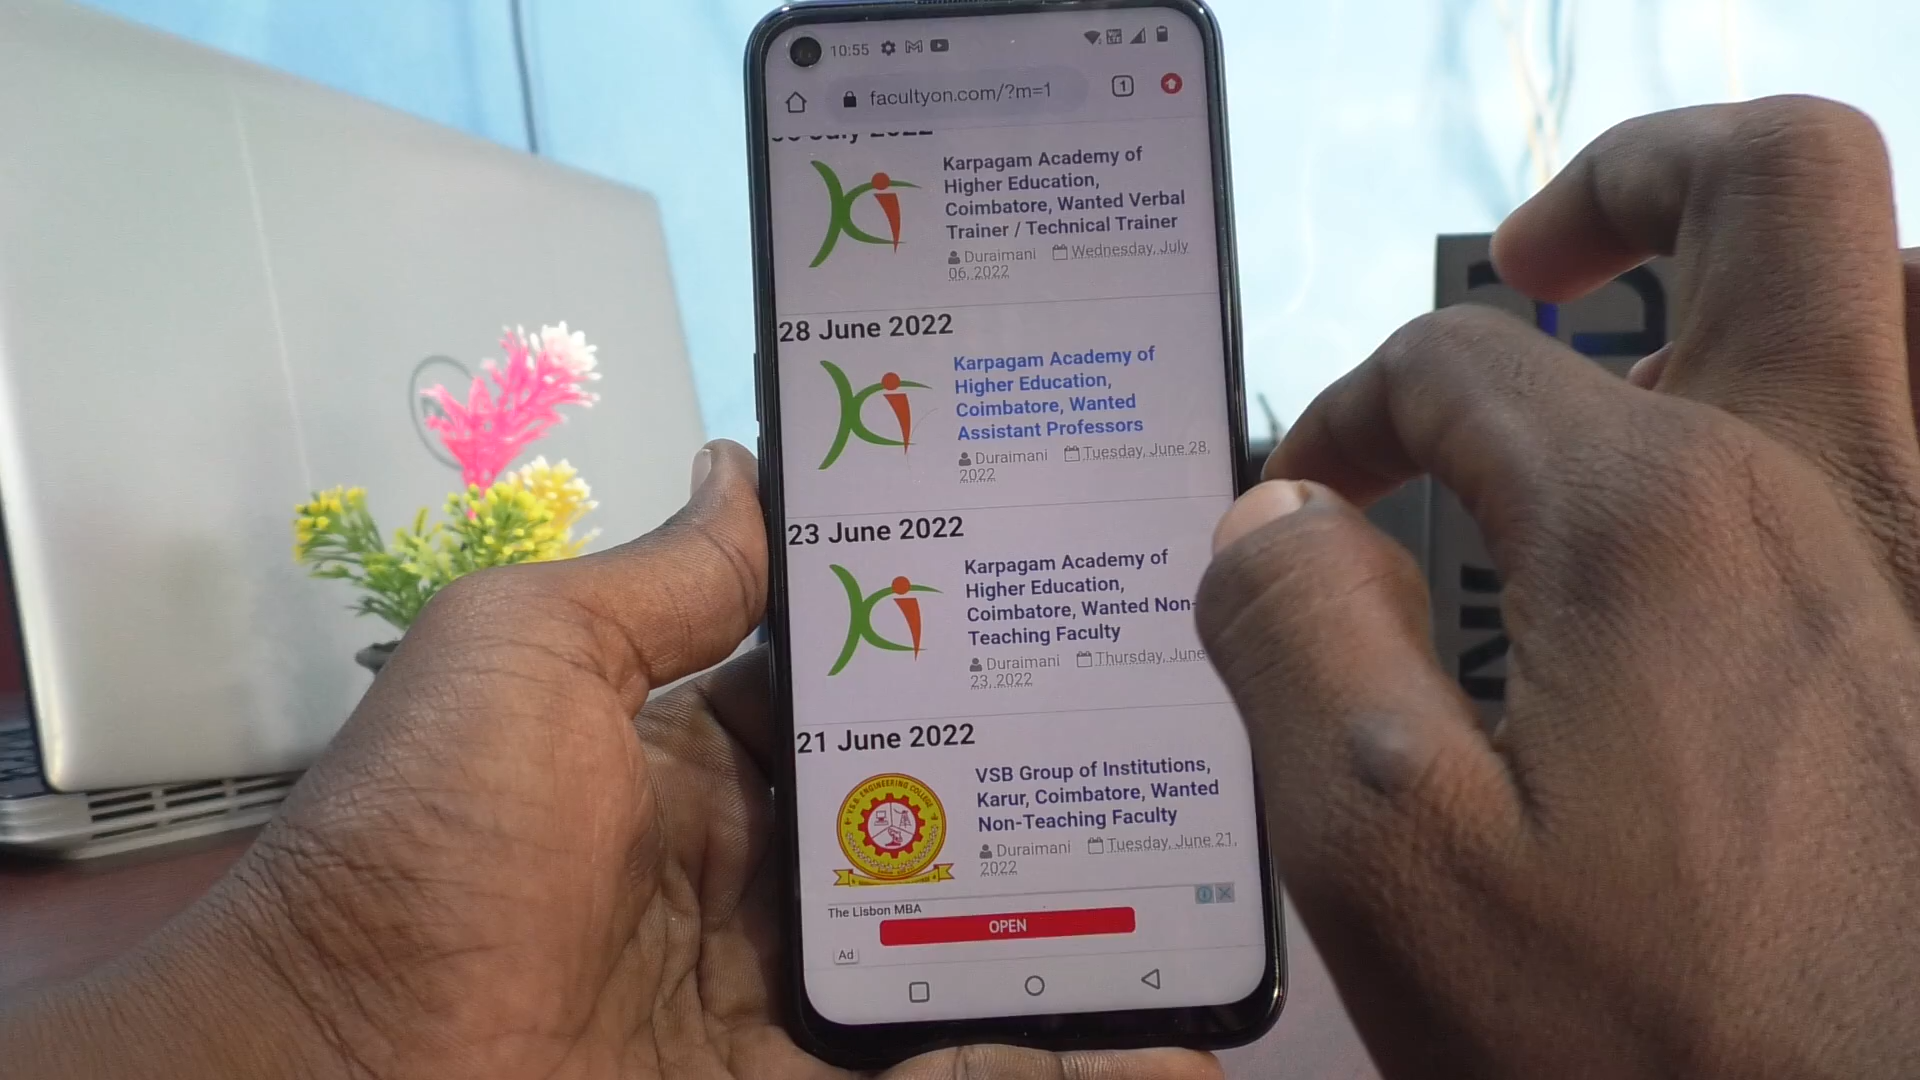 10:55
facultyon.com/?m=1
1
July 2022
Karpagam Academy of
Higher Education,
Coimbatore, Wanted Verbal
Trainer / Technical Trainer
Duraimani Wednesday, July
06, 2022
28 June 2022
Karpagam Academy of
Higher Education,
Coimbatore, Wanted
Assistant Professors
Duraimani Tuesday, June 28,
2022
23 June 2022
Karpagam Academy of
Higher Education,
Coimbatore, Wanted Non-
Teaching Faculty
Duraimani Thursday, June
23, 2022
21 June 2022
VSB Group of Institutions,
Karur, Coimbatore, Wanted
Non-Teaching Faculty
Duraimani Tuesday, June 21,
2022
V.S.B. ENGINEERING COLLEGE
The Lisbon MBA
OPEN
Ad